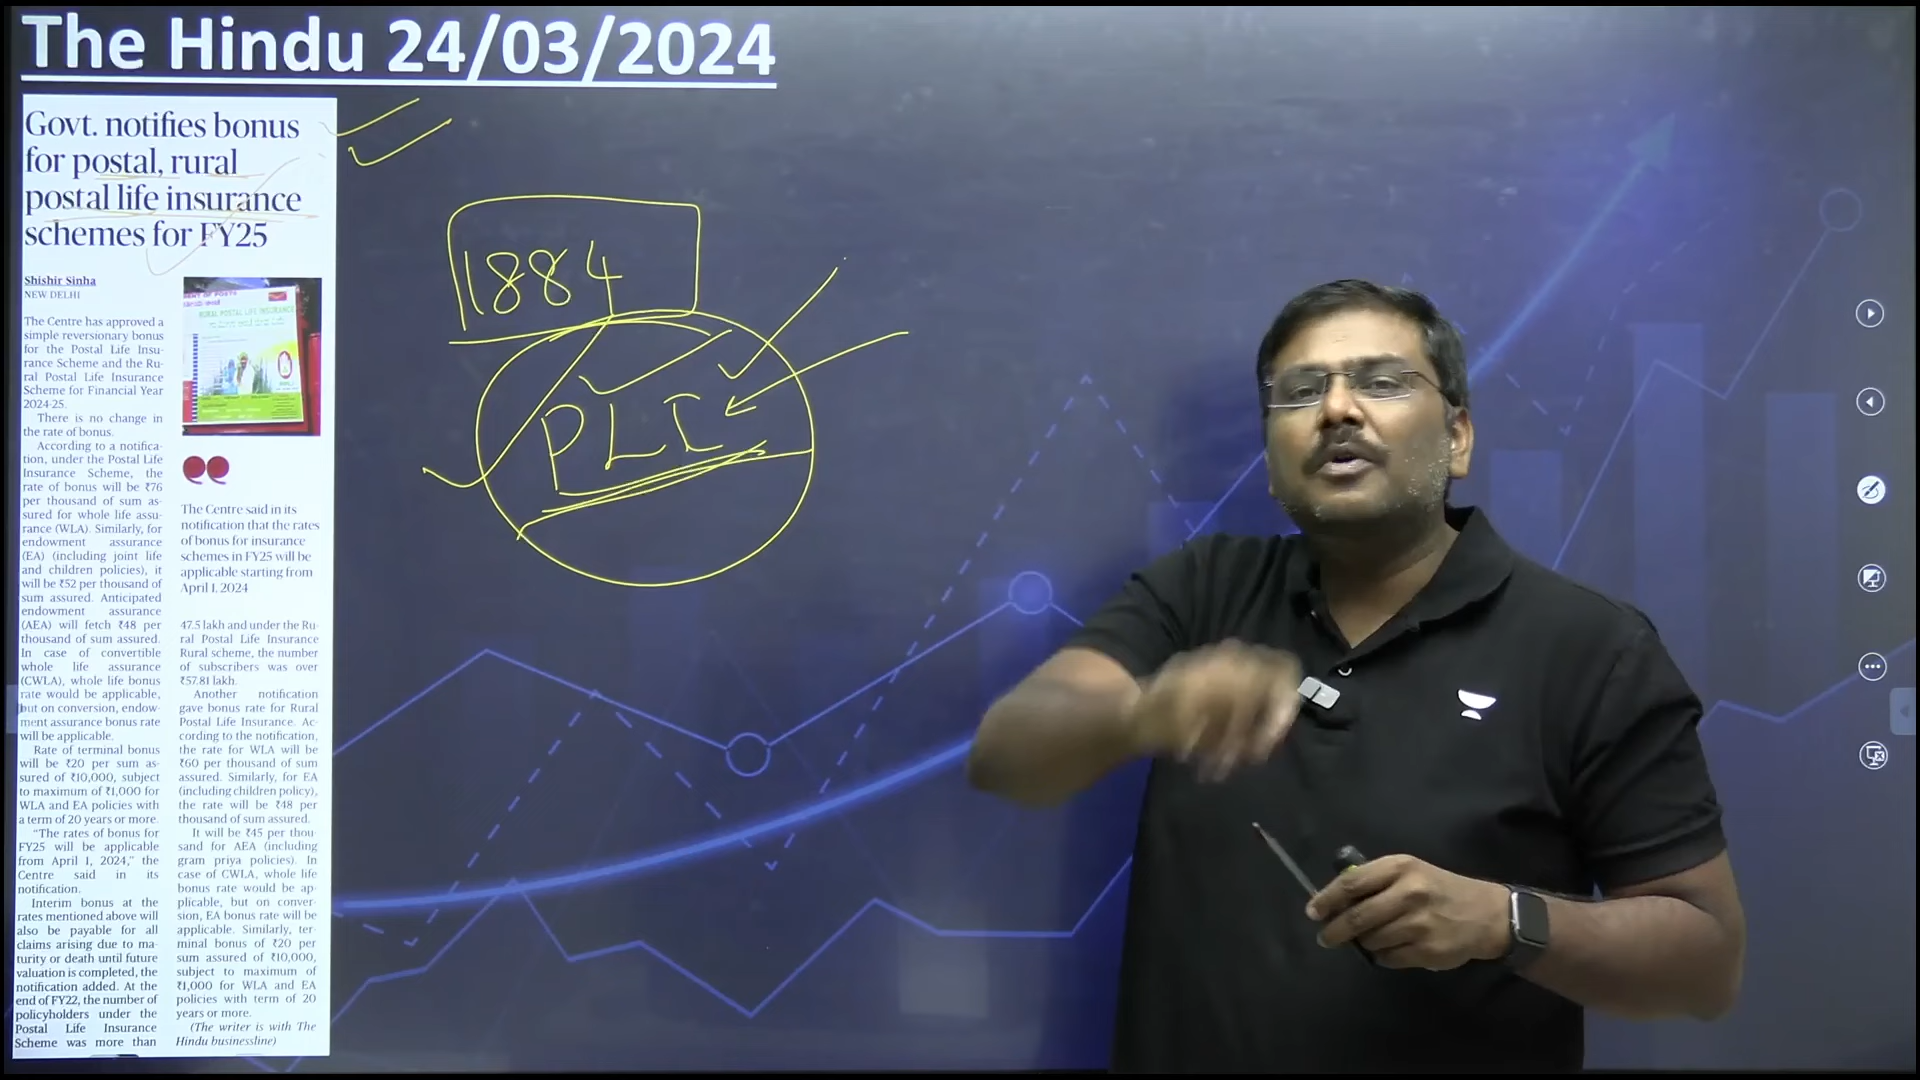 The Hindu 24/03/2024
Govt. notifies bonus
for postal, rural
postal life insurance
schemes for FY25
Shishir Sinha
NEW DELHI
The Centre has approved a
simple reversionary bonus
for the Postal Life Insu-
rance Scheme and the Ru-
ral Postal Life Insurance
Scheme for Financial Year
2024-25.
There is no change in
the rate of bonus.
According to a notifica-
tion, under the Postal Life
Insurance Scheme, the
rate of bonus will be ₹76
per thousand of sum as-
sured for whole life assu-
rance (WLA). Similarly, for
endowment assurance
(EA) (including joint life
and children policies), it
will be ₹52 per thousand of
sum assured. Anticipated
endowment assurance
(AEA) will fetch ₹48 per
thousand of sum assured.
In case of convertible
whole life assurance
(CWLA), whole life bonus
rate would be applicable,
but on conversion, endow-
ment assurance bonus rate
will be applicable.
Rate of terminal bonus
will be ₹20 per sum as-
sured of ₹10,000, subject
to maximum of ₹1,000 for
WLA and EA policies with
a term of 20 years or more.
“The rates of bonus for
FY25 will be applicable
from April 1, 2024,” the
Centre said in its
notification.
Interim bonus at the
rates mentioned above will
also be payable for all
claims arising due to ma-
turity or death until future
valuation is completed, the
notification added. At the
end of FY22, the number of
policyholders under the
Postal Life Insurance
Scheme was more than
RURAL POSTAL LIFE INSURANCE
The Centre said in its
notification that the rates
of bonus for insurance
schemes in FY25 will be
applicable starting from
April 1, 2024
47.5 lakh and under the Ru-
ral Postal Life Insurance
Rural scheme, the number
of subscribers was over
₹57.81 lakh.
Another notification
gave bonus rate for Rural
Postal Life Insurance. Ac-
cording to the notification,
the rate for WLA will be
₹60 per thousand of sum
assured. Similarly, for EA
(including children policy),
the rate will be ₹48 per
thousand of sum assured.
It will be ₹45 per thou-
sand for AEA (including
gram priya policies). In
case of CWLA, whole life
bonus rate would be ap-
plicable, but on conver-
sion, EA bonus rate will be
applicable. Similarly, ter-
minal bonus of ₹20 per
sum assured of ₹10,000,
subject to maximum of
₹1,000 for WLA and EA
policies with term of 20
years or more.
(The writer is with The
Hindu businessline)
1884
PLI